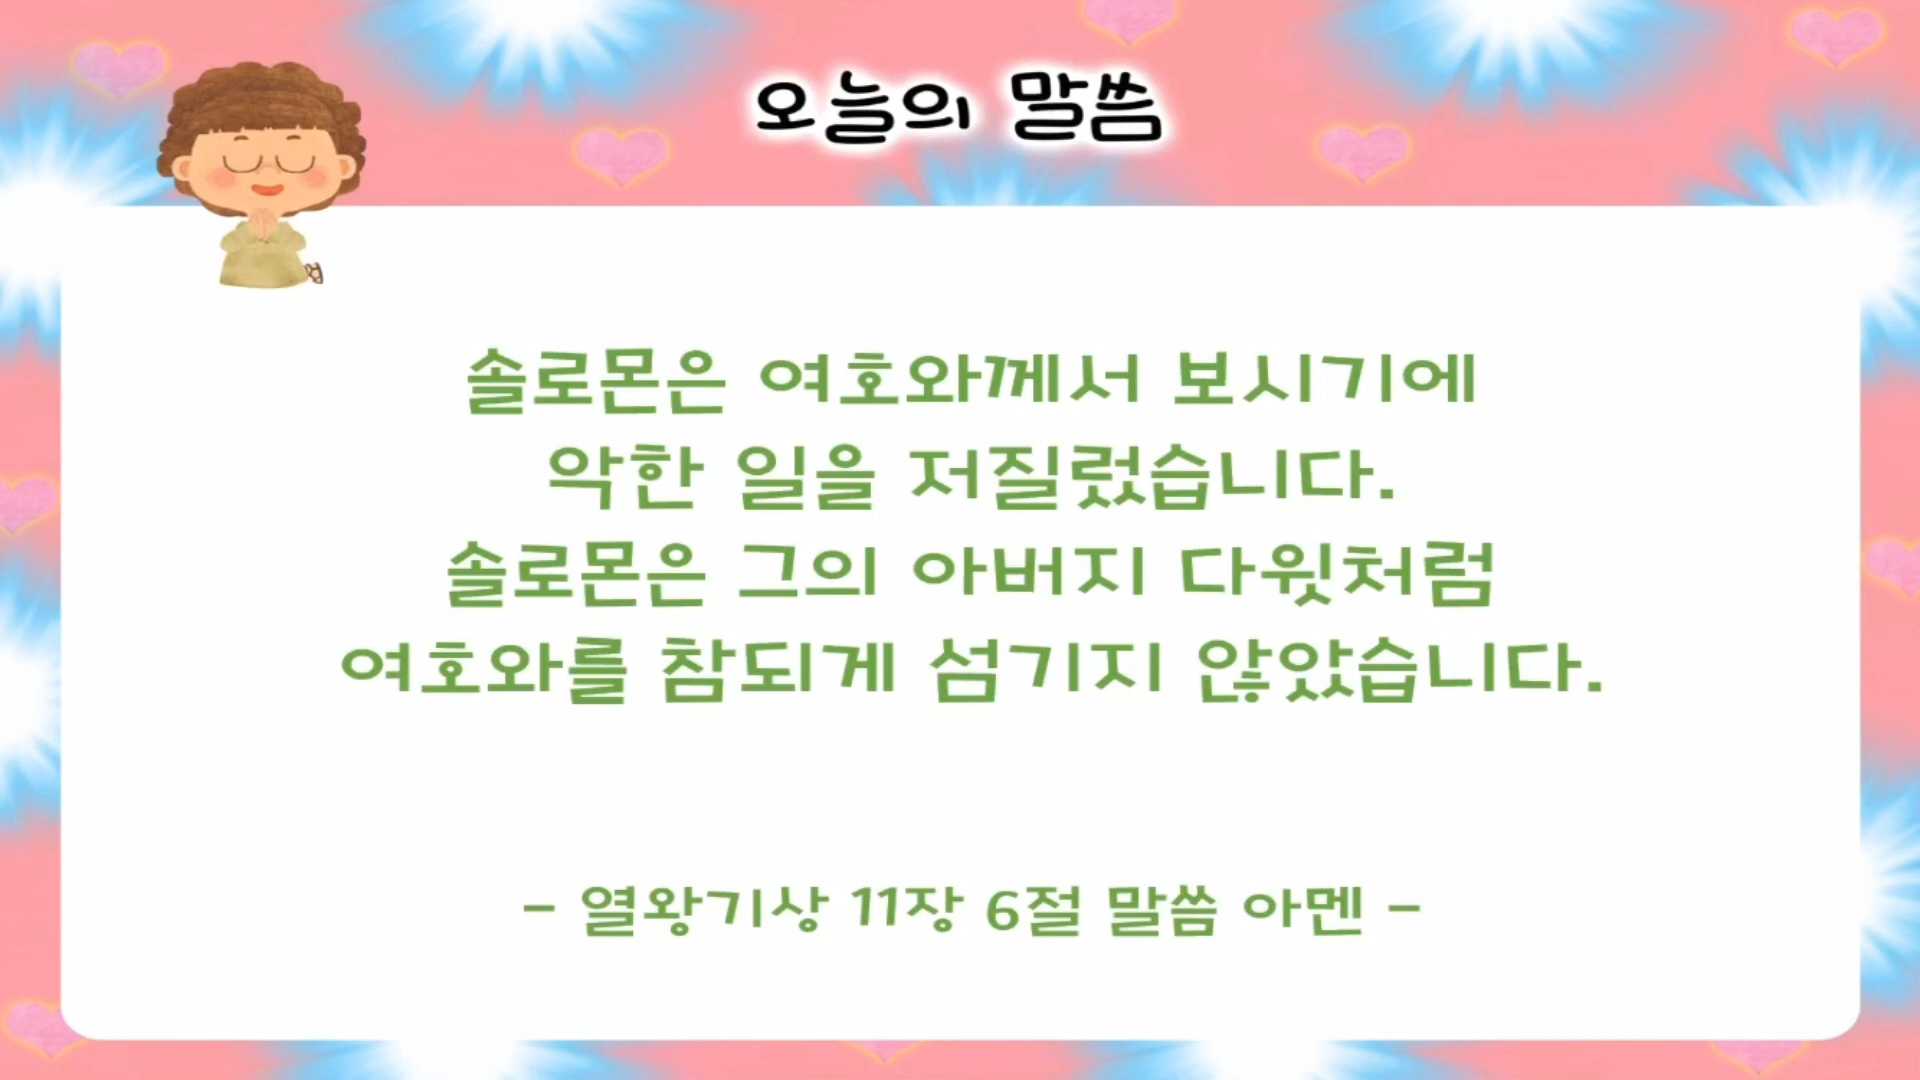 오늘의 말씀
솔로몬은 여호와께서 보시기에
악한 일을 저질렀습니다.
솔로몬은 그의 아버지 다윗처럼
여호와를 참되게 섬기지 않았습니다.
- 열왕기상 11장 6절 말씀 아멘 -